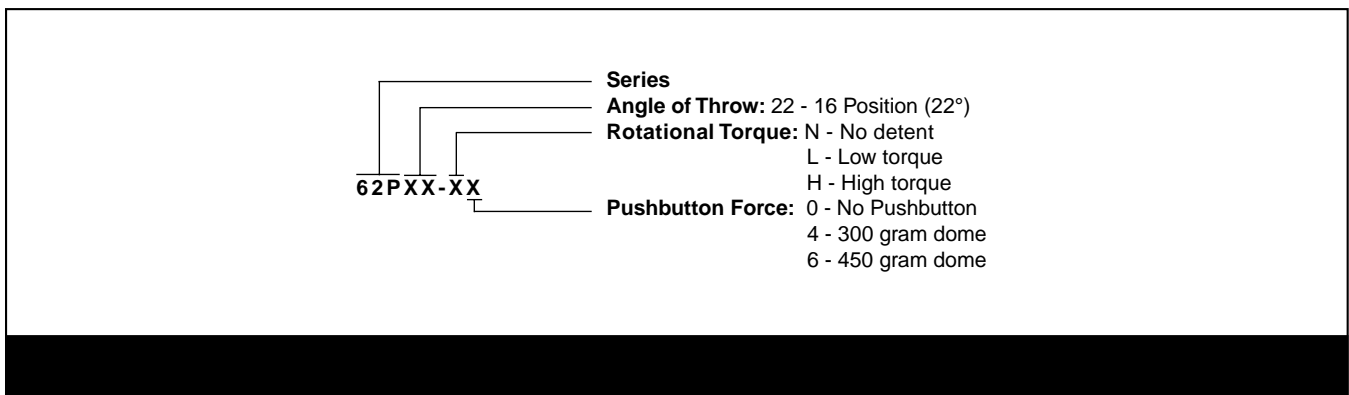 Series
Angle of Throw: 22 - 16 Position (22°)
Rotational Torque: N - No detent
L - Low torque
H - High torque
62PXX-XX
Pushbutton Force: 0 - No Pushbutton
4 - 300 gram dome
6 - 450 gram dome